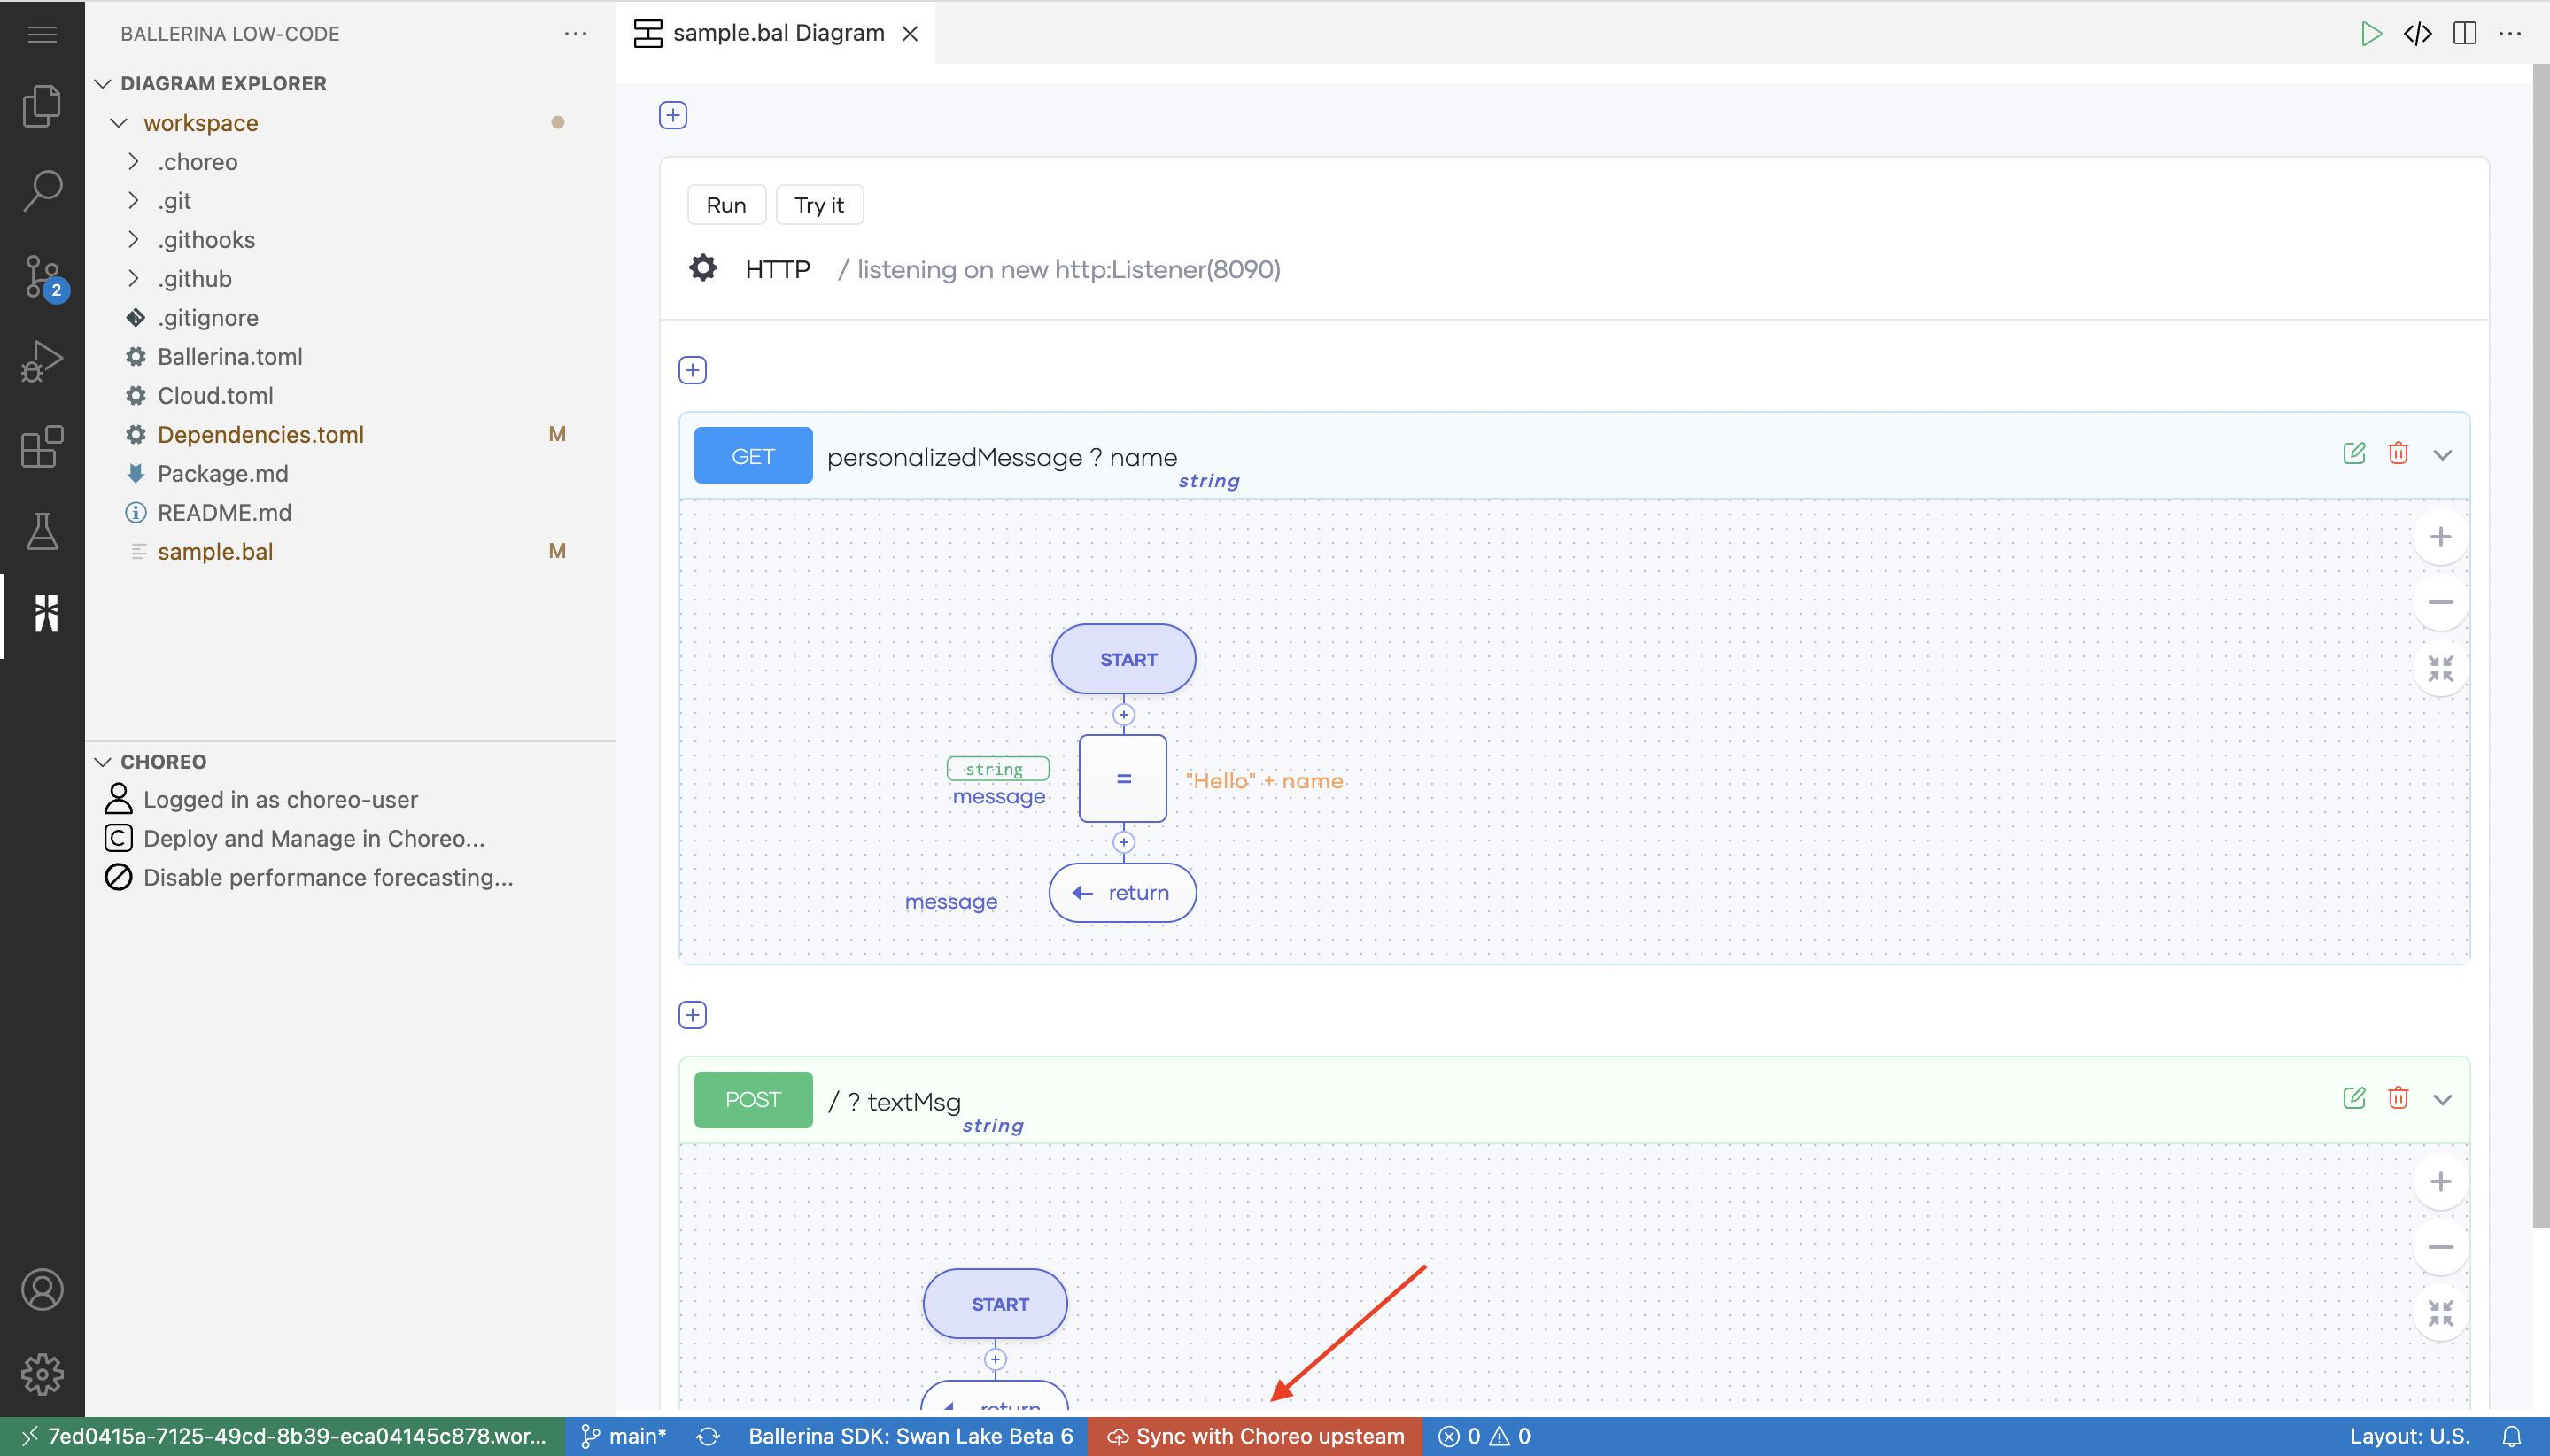 BALLERINA LOW-CODE
DIAGRAM EXPLORER
workspace
.choreo
.git
.githooks
.github
.gitignore
Ballerina.toml
Cloud.toml
Dependencies.toml M
Package.md
README.md
sample.bal M
2
CHOREO
Logged in as choreo-user
C Deploy and Manage in Choreo...
Disable performance forecasting...
sample.bal Diagram
Run Try it
HTTP / listening on new http:Listener(8090)
GET personalizedMessage ? name
string
START
string
message = "Hello" + name
message return
POST / ? textMsg
string
START
return
7ed0415a-7125-49cd-8b39-eca04145c878.wor... main* Ballerina SDK: Swan Lake Beta 6 Sync with Choreo upsteam 0 0 Layout: U.S.